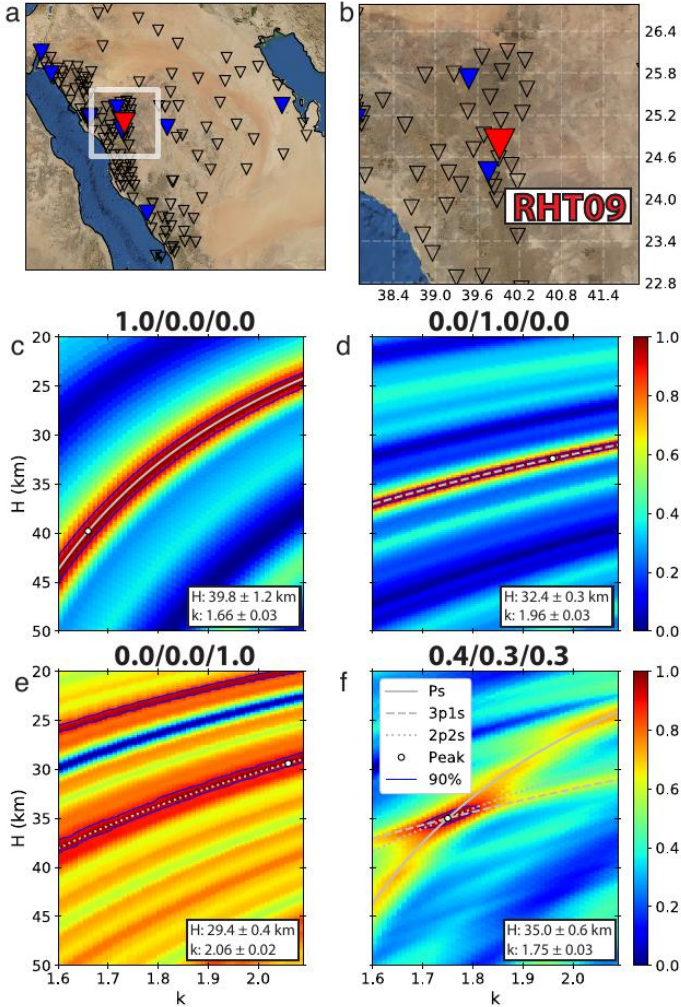 a
b
26.4
25.8
25.2
24.6
24.0
23.4
22.8
RHT09
38.4 39.0 39.6 40.2 40.8 41.4
1.0/0.0/0.0
0.0/1.0/0.0
c
d
20
25
30
35
40
45
50
H (km)
H: 39.8 ± 1.2 km
k: 1.66 ± 0.03
H: 32.4 ± 0.3 km
k: 1.96 ± 0.03
1.0
0.8
0.6
0.4
0.2
0.0
0.0/0.0/1.0
0.4/0.3/0.3
e
f
20
25
30
35
40
45
50
H (km)
H: 29.4 ± 0.4 km
k: 2.06 ± 0.02
Ps
3p1s
2p2s
Peak
90%
H: 35.0 ± 0.6 km
k: 1.75 ± 0.03
1.0
0.8
0.6
0.4
0.2
0.0
1.6 1.7 1.8 1.9 2.0
k
1.6 1.7 1.8 1.9 2.0
k